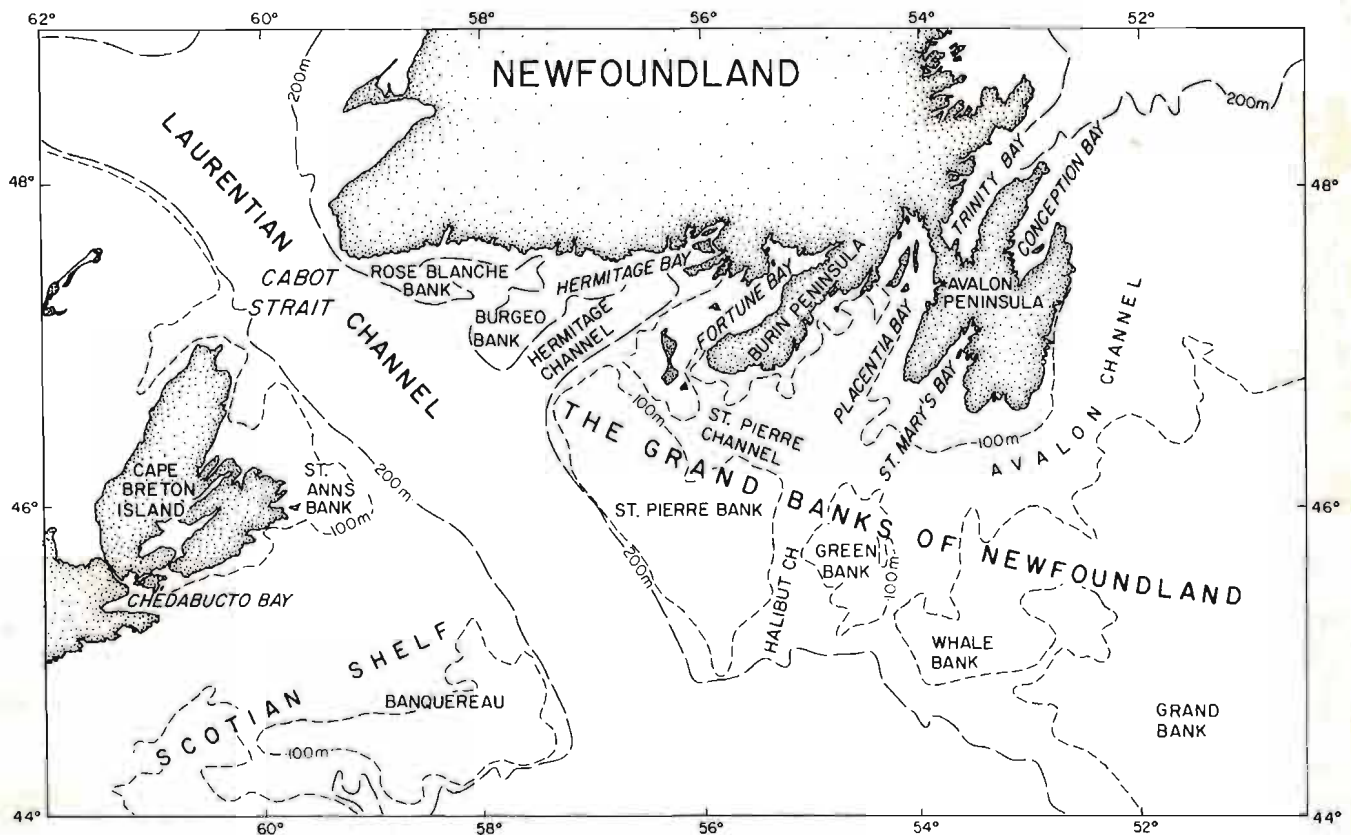 62° 60° 58° 56° 54° 52°
NEWFOUNDLAND
200m
200m
LAURENTIAN
CHANNEL
TRINITY BAY
CONCEPTION BAY
48° 48°
CABOT
STRAIT
ROSE BLANCHE
BANK
HERMITAGE BAY
BURGEO
BANK
HERMITAGE
CHANNEL
FORTUNE BAY
BURIN PENINSULA
PLACENTIA BAY
AVALON
PENINSULA
ST. MARY'S BAY
AVALON CHANNEL
100m
100m
ST. PIERRE
CHANNEL
THE GRAND BANKS OF NEWFOUNDLAND
200m
CAPE
BRETON
ISLAND
ST.
ANNS
BANK
100m
46° 46°
ST. PIERRE BANK
GREEN
BANK
100m
200m
HALIBUT CH
CHEDABUCTO BAY
SCOTIAN SHELF
BANQUEREAU
100m
WHALE
BANK
GRAND
BANK
44° 44°
60° 58° 56° 54° 52°